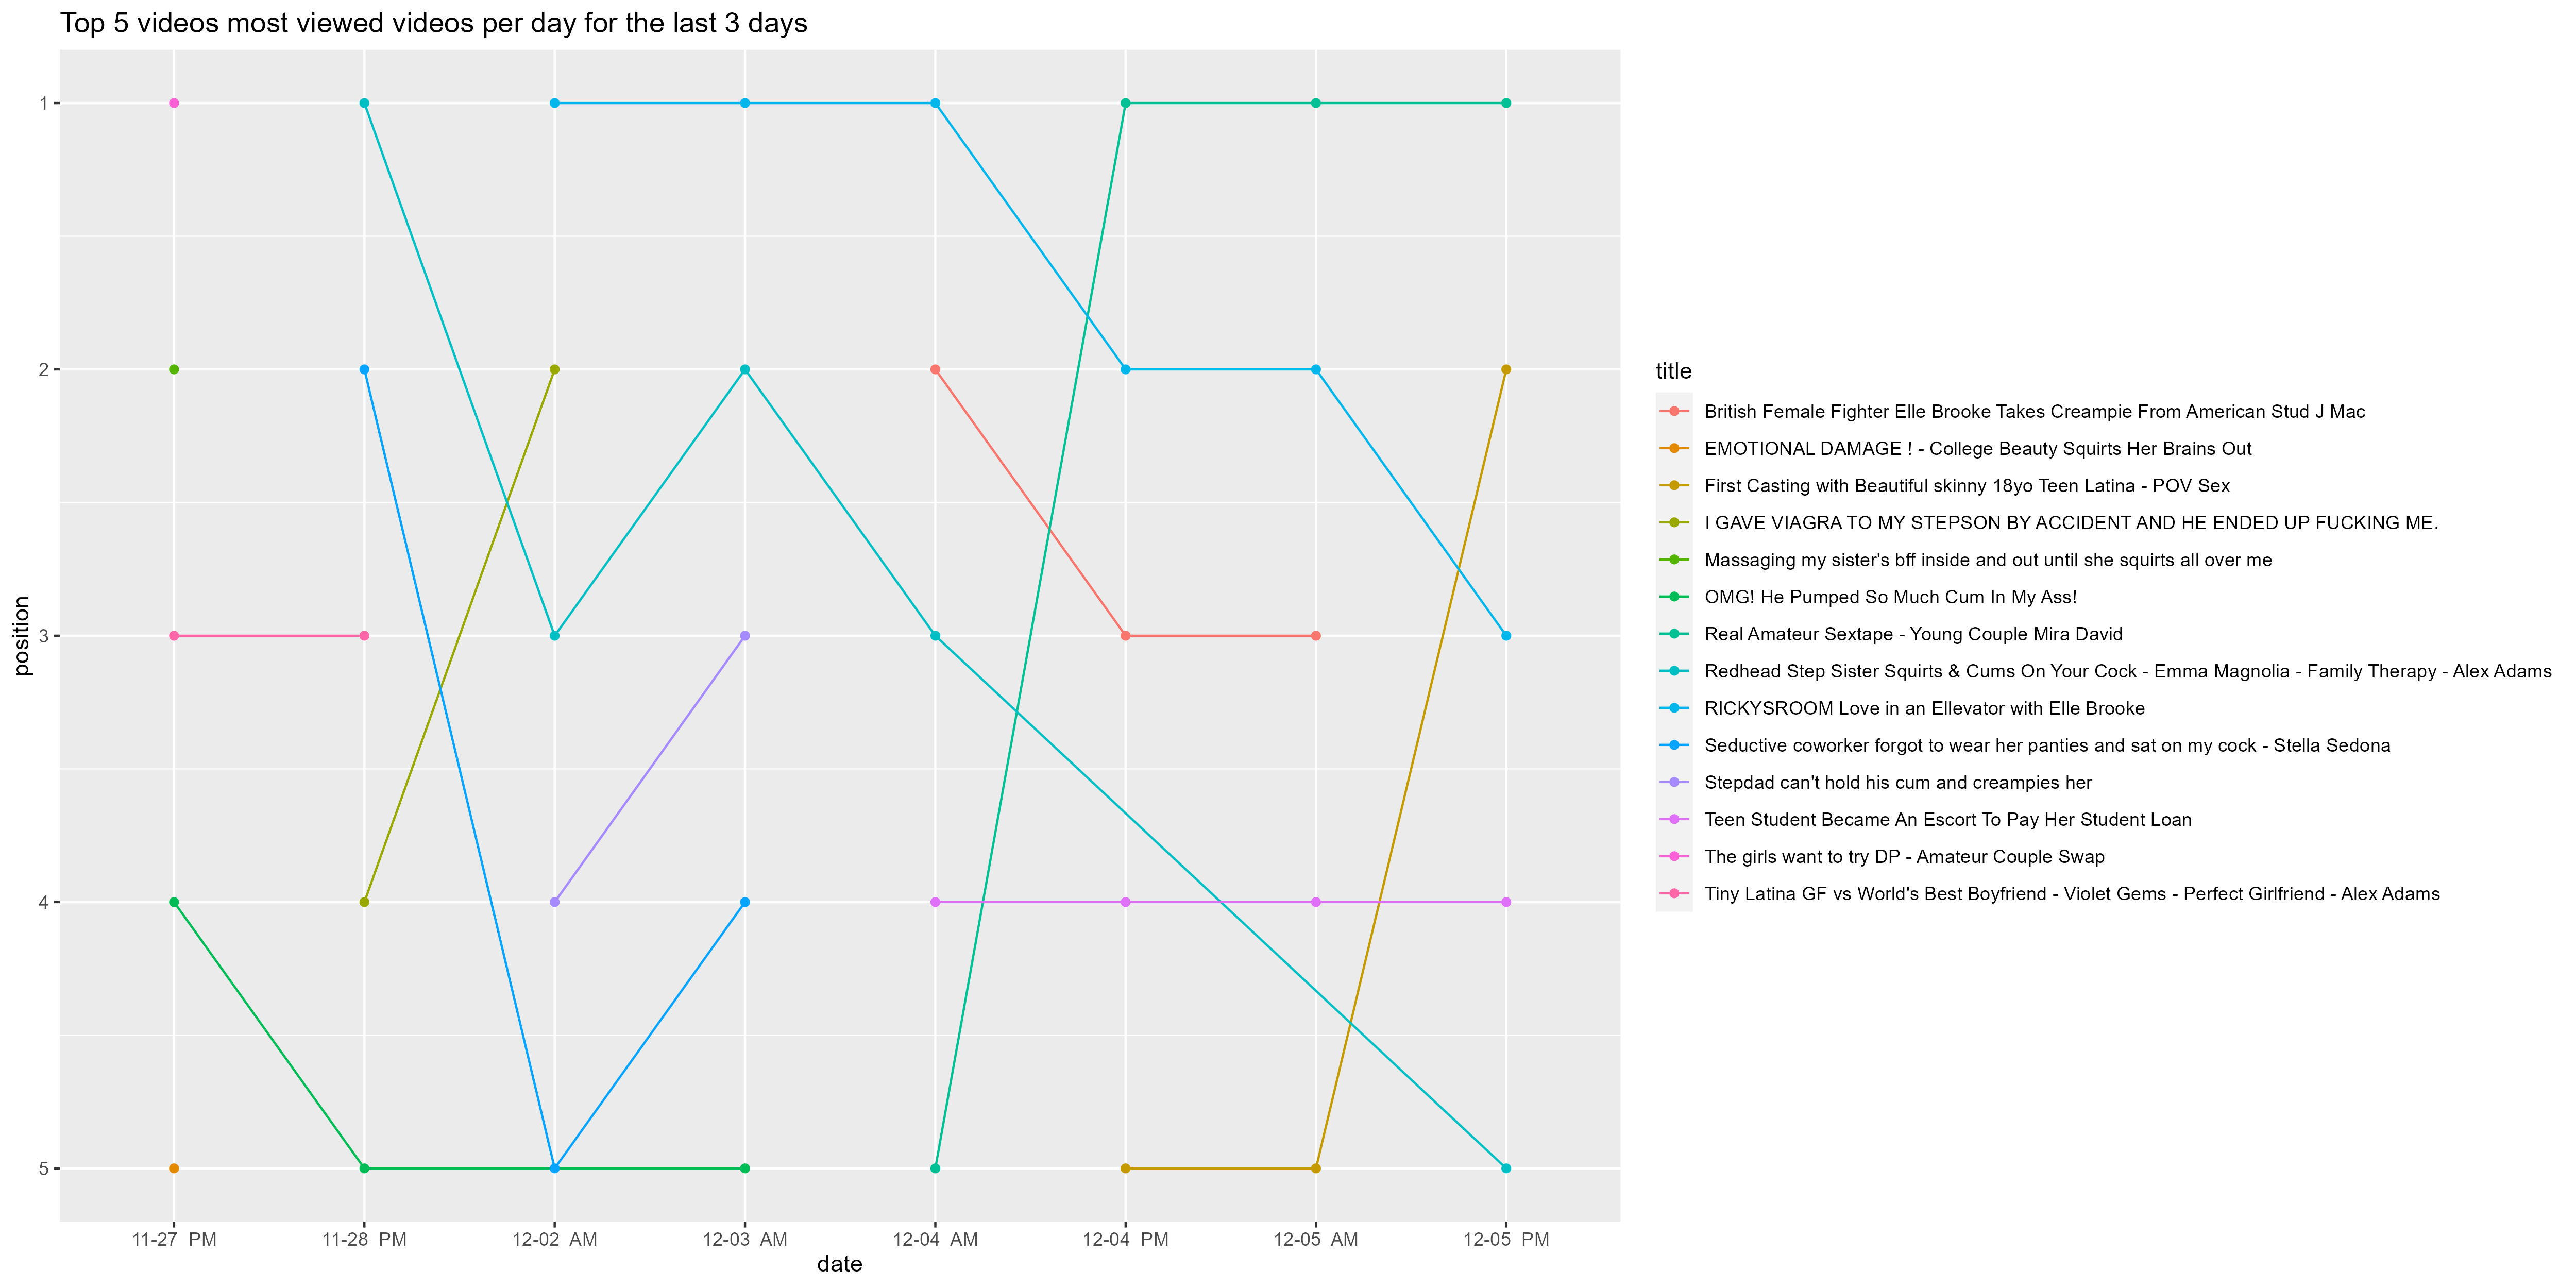 Top 5 videos most viewed videos per day for the last 3 days
position
1
2
3
4
5
11-27 PM
11-28 PM
12-02 AM
12-03 AM
12-04 AM
12-04 PM
12-05 AM
12-05 PM
date
title
British Female Fighter Elle Brooke Takes Creampie From American Stud J Mac
EMOTIONAL DAMAGE ! - College Beauty Squirts Her Brains Out
First Casting with Beautiful skinny 18yo Teen Latina - POV Sex
I GAVE VIAGRA TO MY STEPSON BY ACCIDENT AND HE ENDED UP FUCKING ME.
Massaging my sister's bff inside and out until she squirts all over me
OMG! He Pumped So Much Cum In My Ass!
Real Amateur Sextape - Young Couple Mira David
Redhead Step Sister Squirts & Cums On Your Cock - Emma Magnolia - Family Therapy - Alex Adams
RICKYSROOM Love in an Ellevator with Elle Brooke
Seductive coworker forgot to wear her panties and sat on my cock - Stella Sedona
Stepdad can't hold his cum and creampies her
Teen Student Became An Escort To Pay Her Student Loan
The girls want to try DP - Amateur Couple Swap
Tiny Latina GF vs World's Best Boyfriend - Violet Gems - Perfect Girlfriend - Alex Adams